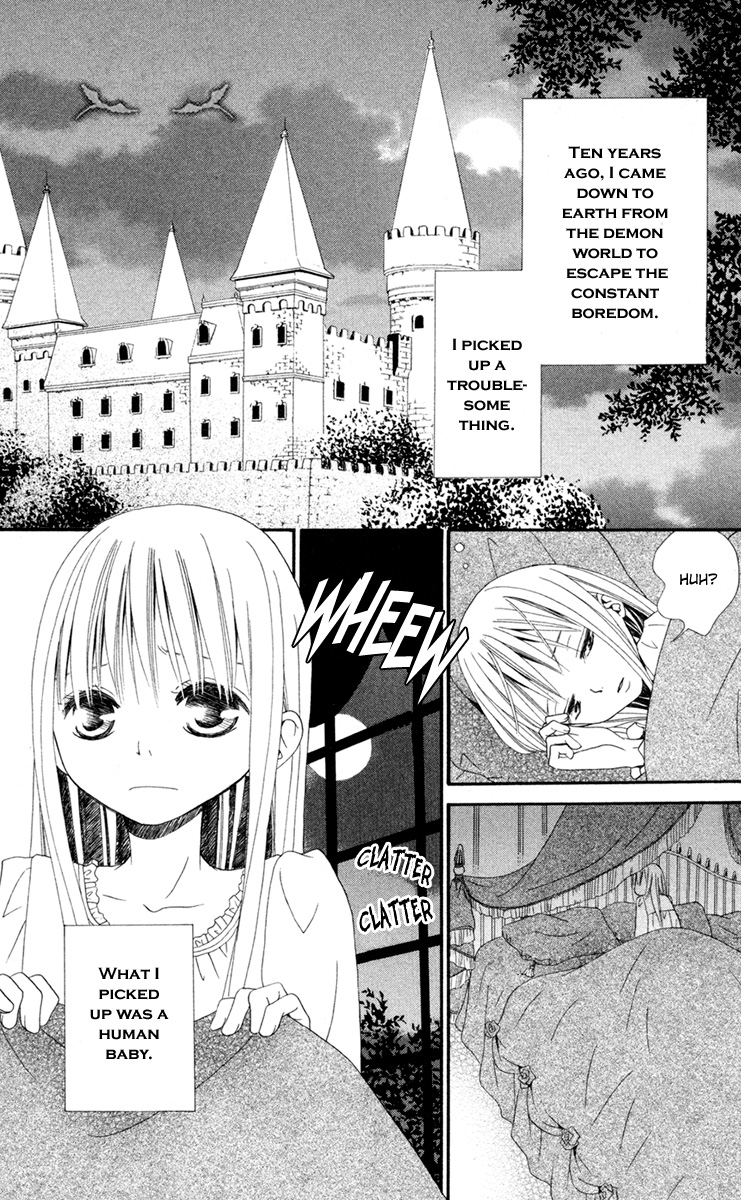 TEN YEARS
AGO, I CAME
DOWN TO
EARTH FROM
THE DEMON
WORLD TO
ESCAPE THE
CONSTANT
BOREDOM.
I PICKED
UP A
TROUBLE-
SOME
THING.
HUH?
WHEEW
CLATTER
CLATTER
WHAT I
PICKED
UP WAS A
HUMAN
BABY.